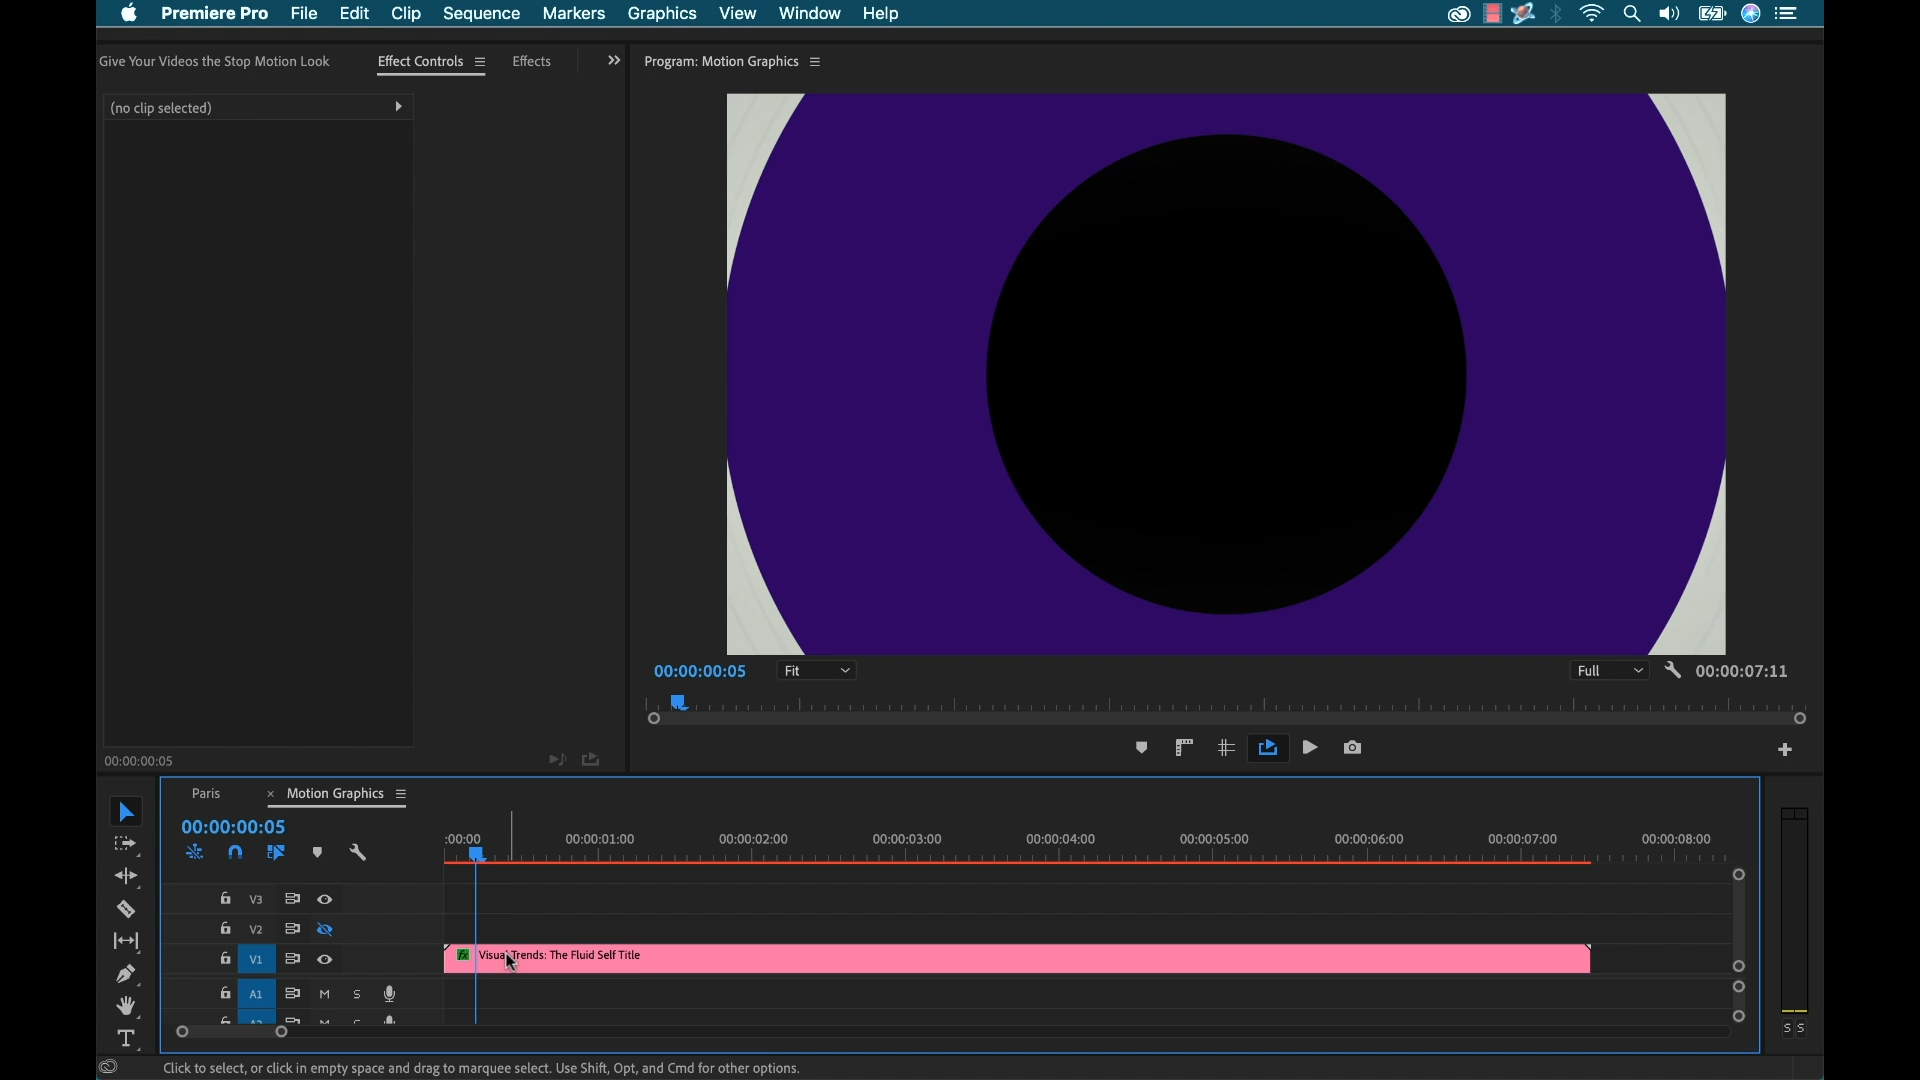 Premiere Pro File Edit Clip Sequence Markers Graphics View Window Help
Give Your Videos the Stop Motion Look Effect Controls Effects
Program: Motion Graphics
(no clip selected)
00:00:00:05 Fit Full 00:00:07:11
00:00:00:05
Paris Motion Graphics
00:00:00:05
:00:00 00:00:01:00 00:00:02:00 00:00:03:00 00:00:04:00 00:00:05:00 00:00:06:00 00:00:07:00 00:00:08:00
V3
V2
V1 fx Visual Trends: The Fluid Self Title
A1 M S
S S
Click to select, or click in empty space and drag to marquee select. Use Shift, Opt, and Cmd for other options.